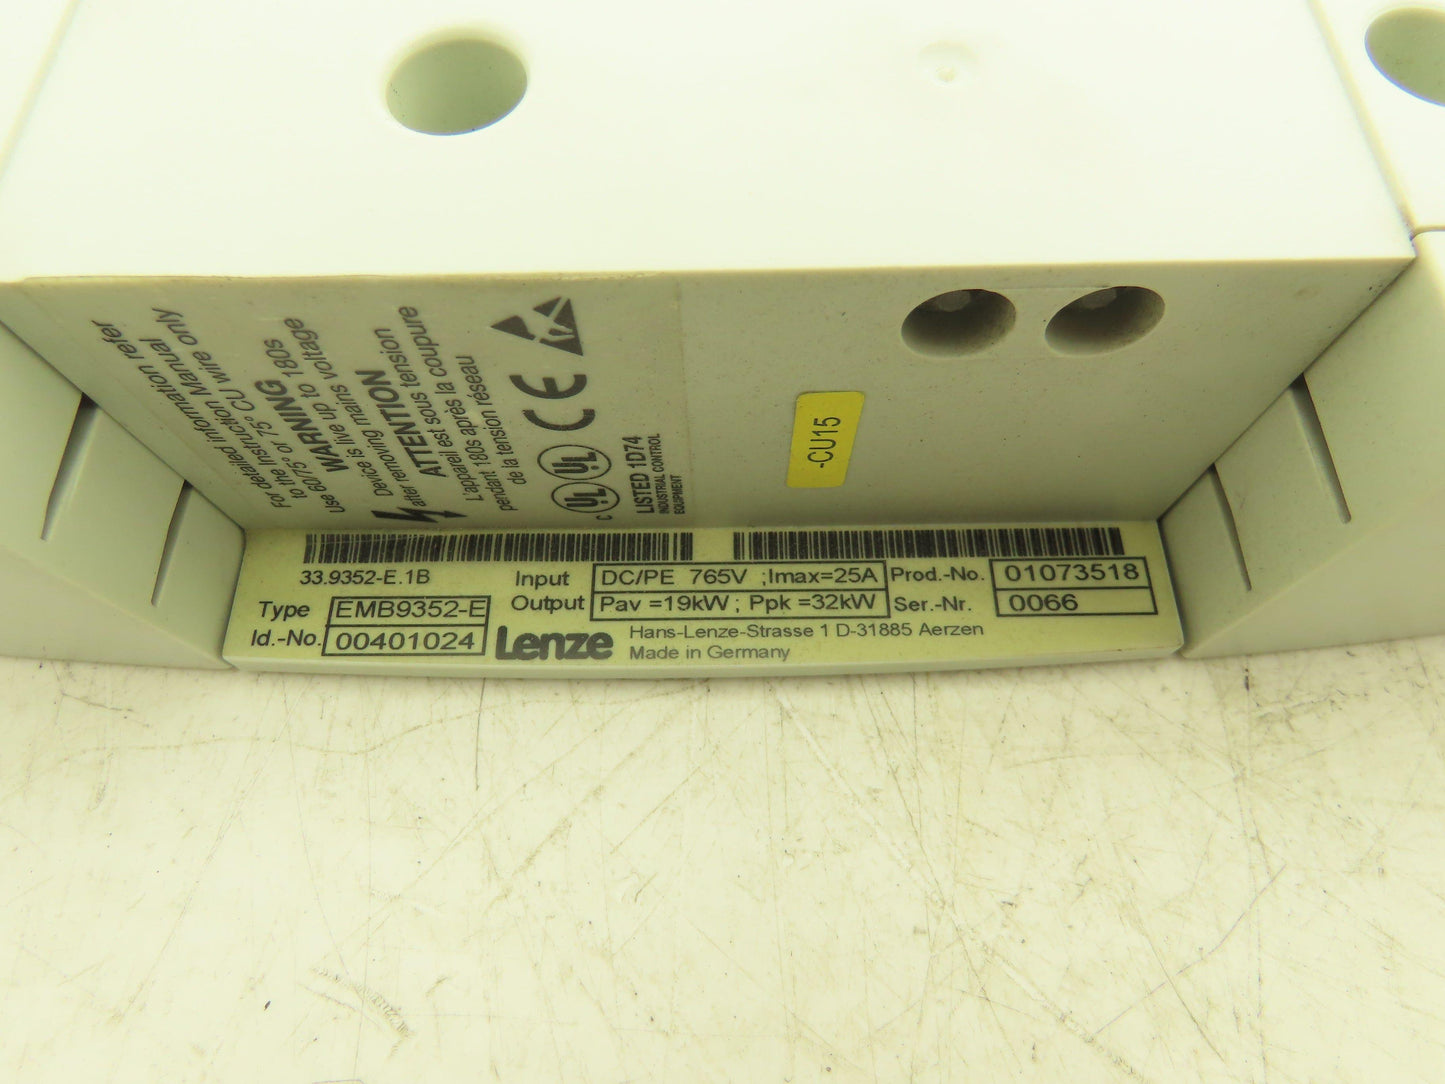 For detailed information refer
to the Instruction Manual
Use 60/75° or 75° CU wire only
WARNING
Device is live up to 180s
after removing mains voltage
ATTENTION
L'appareil est sous tension
pendant 180s après la coupure
de la tension réseau
C UL UL CE
LISTED 1D74
INDUSTRIAL CONTROL
EQUIPMENT
-CU15
33.9352-E.1B
Type EMB9352-E
Id.-No. 00401024
Input DC/PE 765V ;Imax=25A
Output Pav =19kW ; Ppk =32kW
Prod.-No. 01073518
Ser.-Nr. 0066
Lenze
Hans-Lenze-Strasse 1 D-31885 Aerzen
Made in Germany